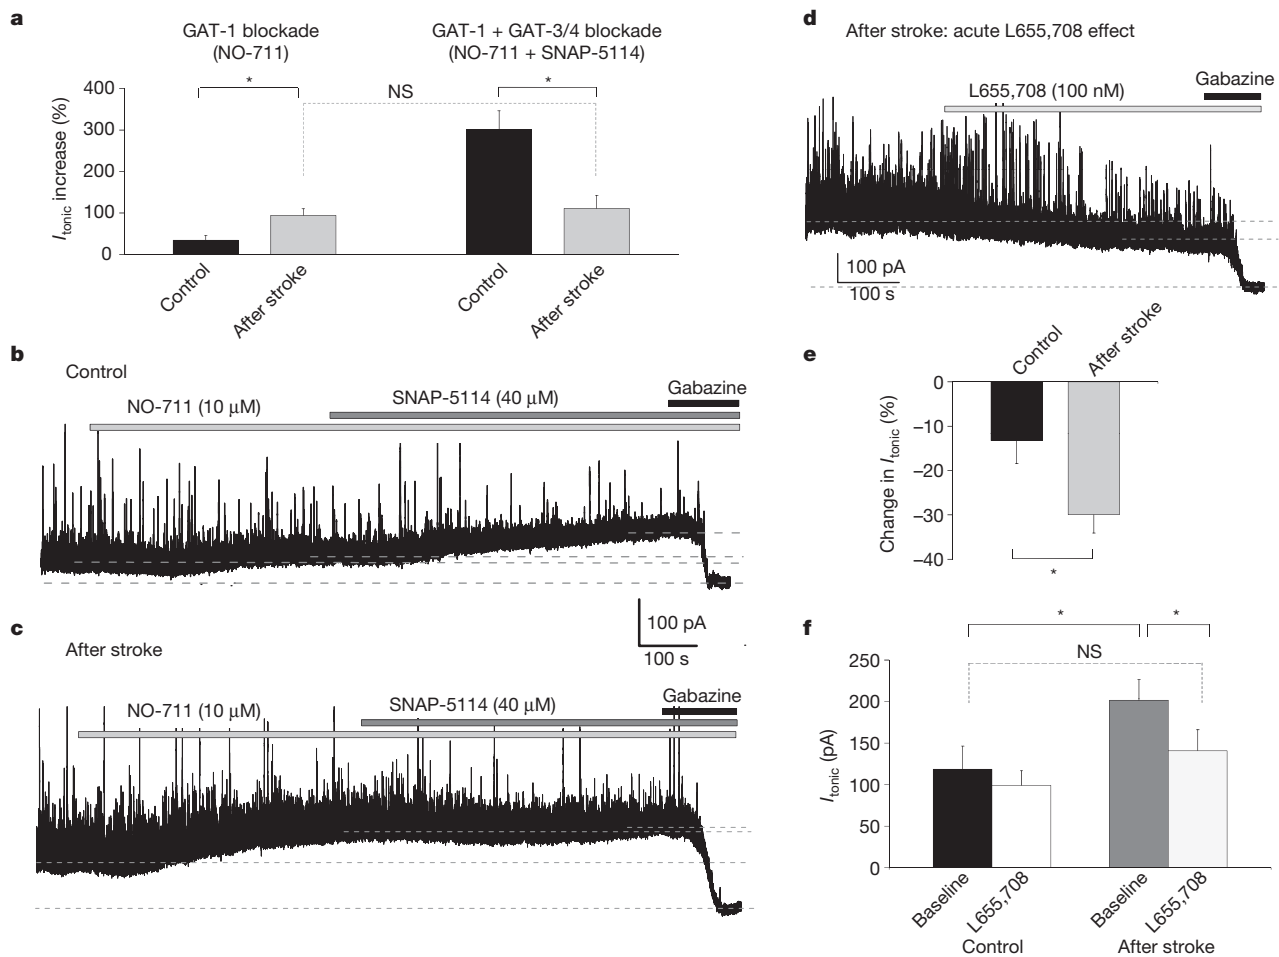 a
GAT-1 blockade
(NO-711)
GAT-1 + GAT-3/4 blockade
(NO-711 + SNAP-5114)
*
NS
*
400
300
200
100
0
Itonic increase (%)
Control
After stroke
Control
After stroke
b
Control
NO-711 (10 µM)
SNAP-5114 (40 µM)
Gabazine
100 pA
100 s
c
After stroke
NO-711 (10 µM)
SNAP-5114 (40 µM)
Gabazine
d
After stroke: acute L655,708 effect
Gabazine
L655,708 (100 nM)
100 pA
100 s
e
Control
After stroke
0
–10
–20
–30
–40
Change in Itonic (%)
*
f
*
*
NS
250
200
150
100
50
0
Itonic (pA)
Baseline
L655,708
Baseline
L655,708
Control
After stroke